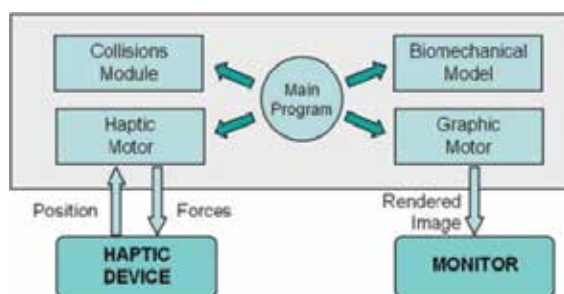 Collisions
Module
Biomechanical
Model
Main
Program
Haptic
Motor
Graphic
Motor
Position
Forces
Rendered
Image
HAPTIC
DEVICE
MONITOR